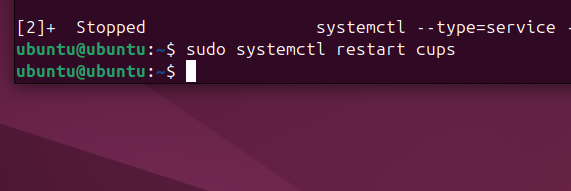 [2]+  Stopped                 systemctl --type=service -
ubuntu@ubuntu:~$ sudo systemctl restart cups
ubuntu@ubuntu:~$